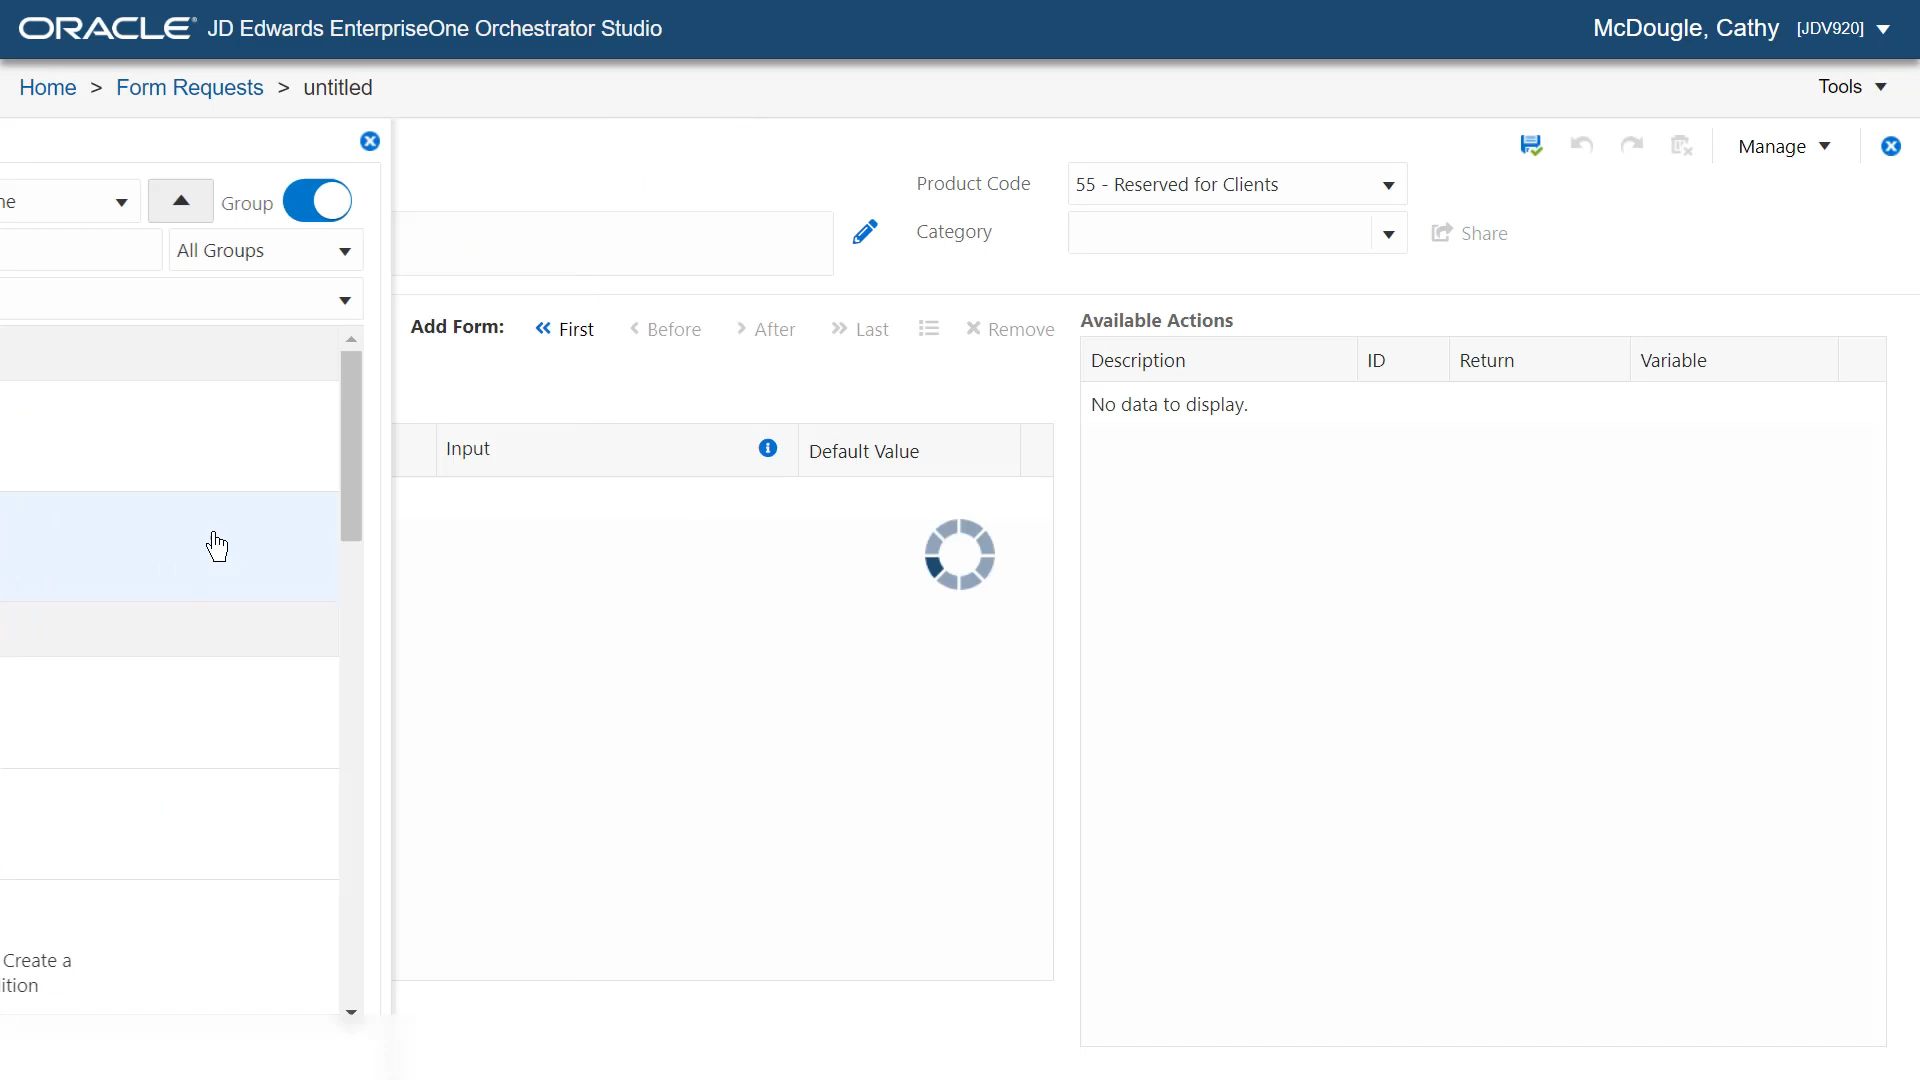 ORACLE JD Edwards EnterpriseOne Orchestrator Studio
McDougle, Cathy [JDV920]
Home > Form Requests > untitled
Tools
Manage
Product Code 55 - Reserved for Clients
Group
Category
Share
All Groups
Add Form: First Before After Last Remove
Available Actions
Description ID Return Variable
No data to display.
Input Default Value
Create a